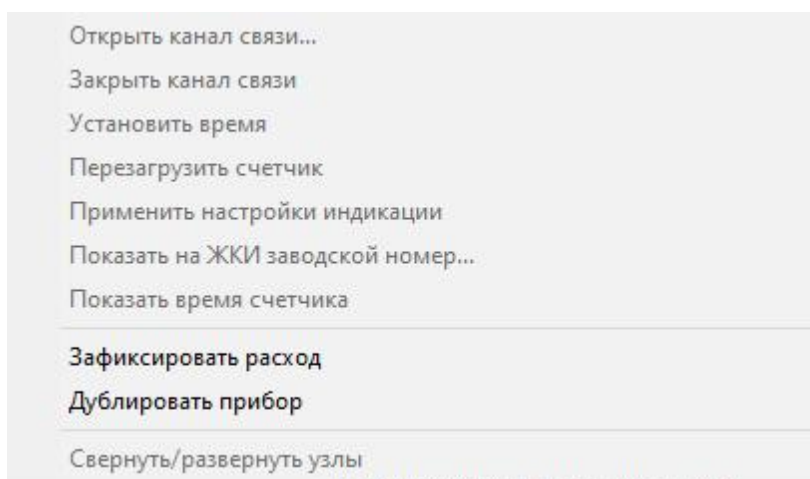 Открыть канал связи...
Закрыть канал связи
Установить время
Перезагрузить счетчик
Применить настройки индикации
Показать на ЖКИ заводской номер...
Показать время счетчика
Зафиксировать расход
Дублировать прибор
Свернуть/развернуть узлы